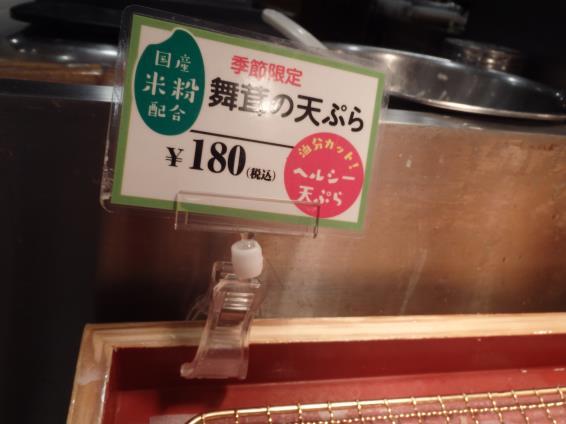 国産
米粉
配合
季節限定
舞茸の天ぷら
¥180(税込)
油分カット!
ヘルシー
天ぷら